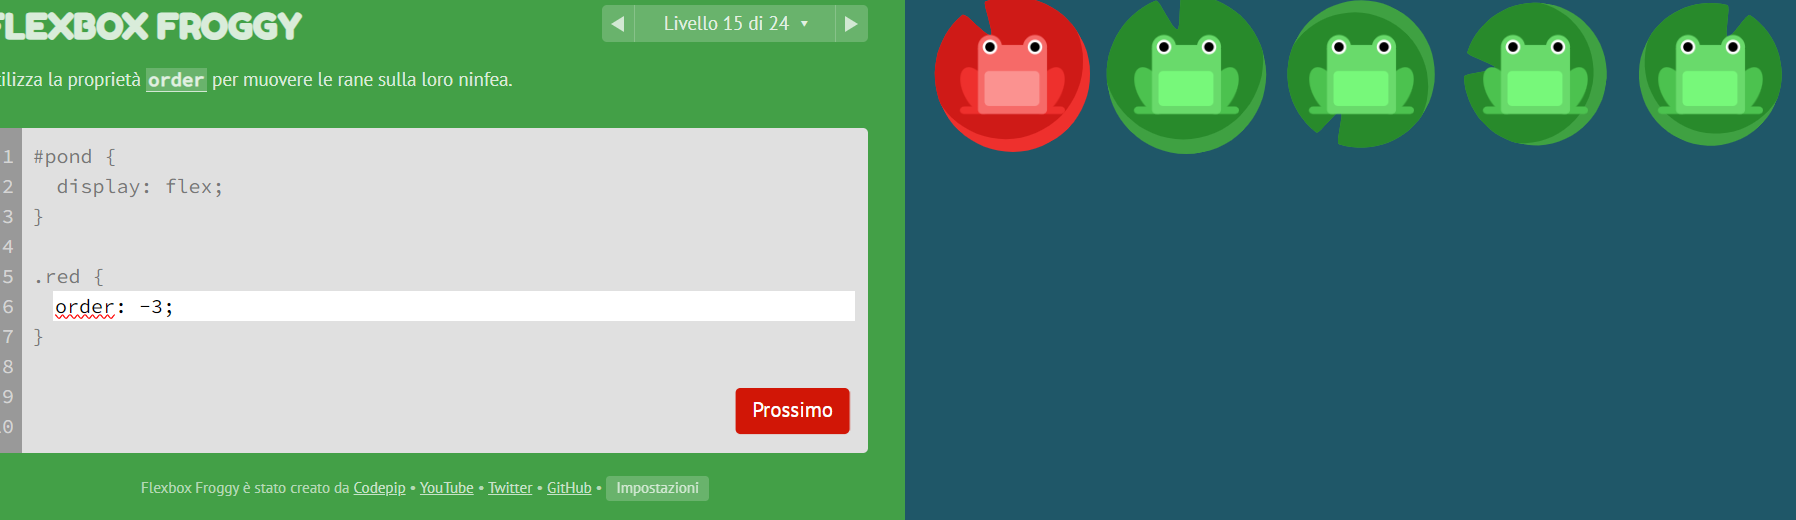 FLEXBOX FROGGY
Livello 15 di 24
tilizza la proprietà order per muovere le rane sulla loro ninfea.
1 #pond {
2 display: flex;
3 }
4
5 .red {
6 order: -3;
7 }
8
9
0
Prossimo
Flexbox Froggy è stato creato da Codepip • YouTube • Twitter • GitHub • Impostazioni